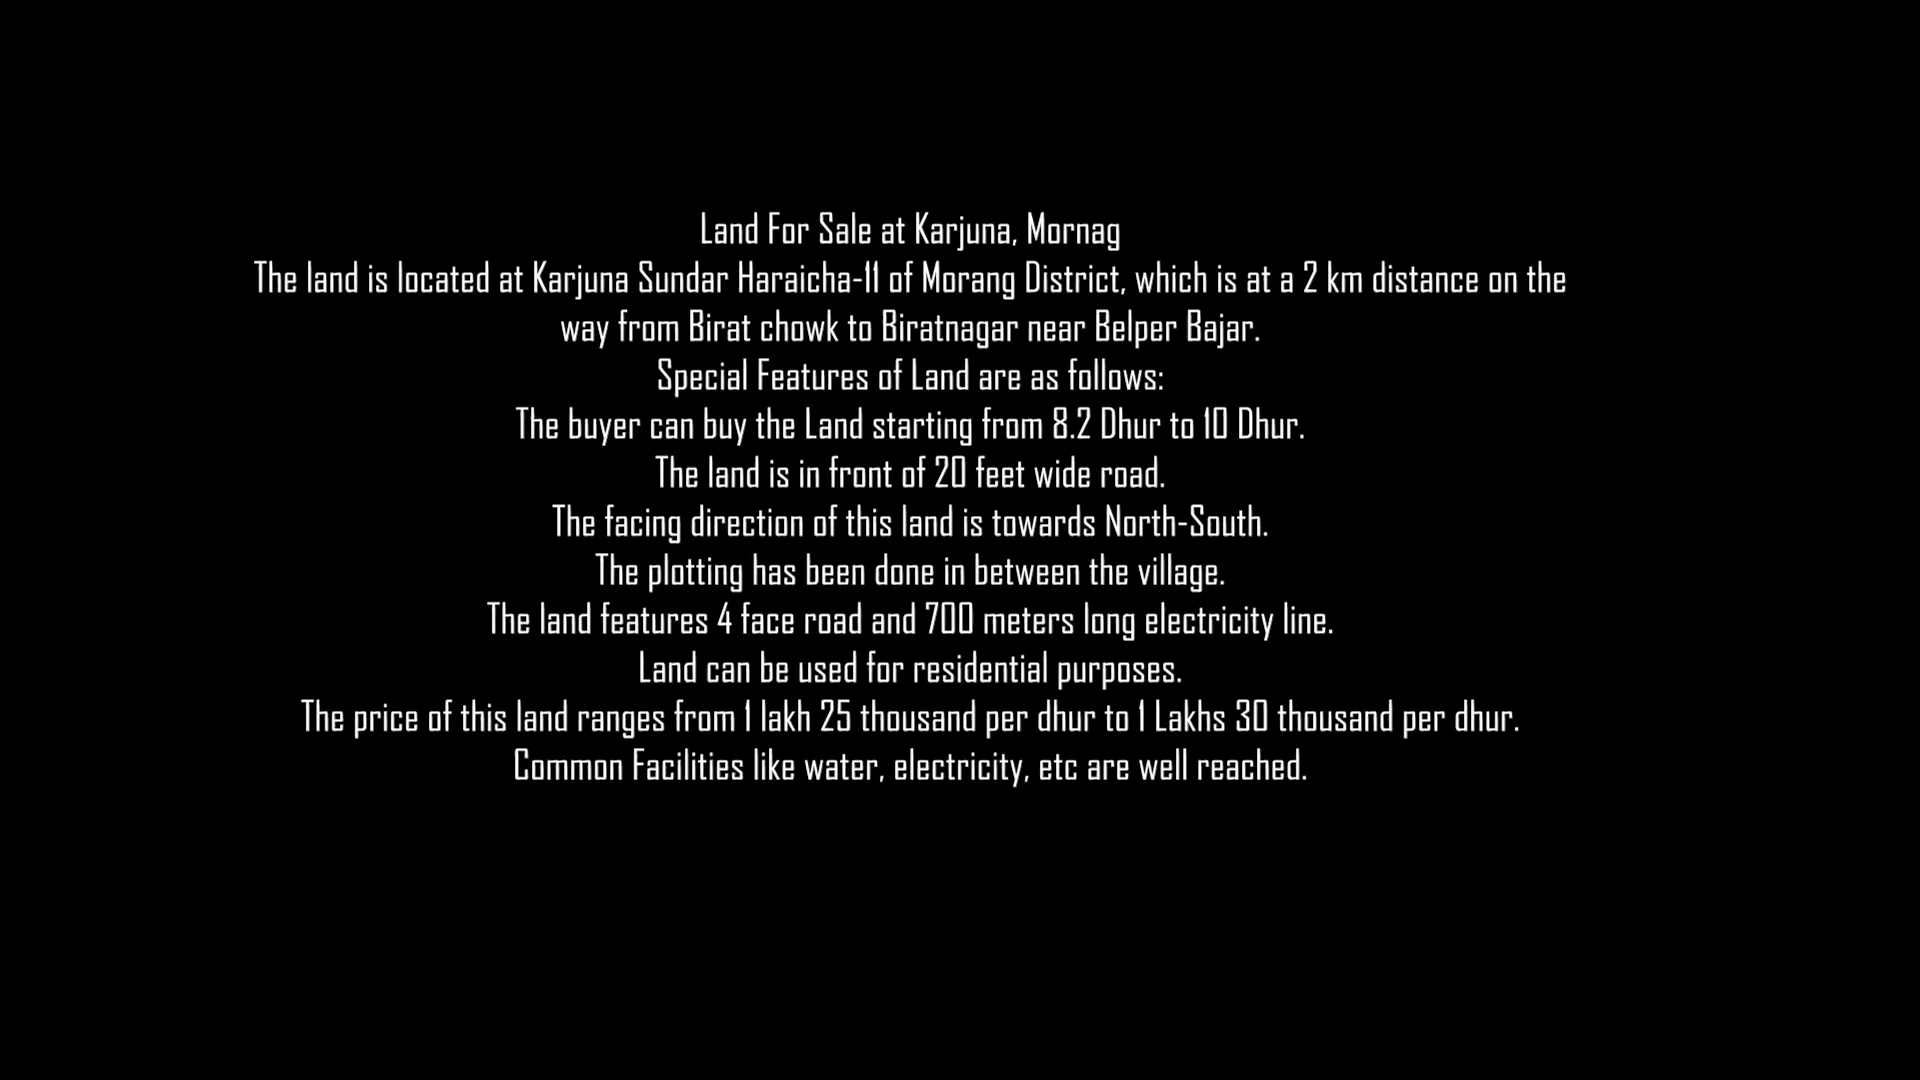 Land For Sale at Karjuna, Mornag
The land is located at Karjuna Sundar Haraicha-11 of Morang District, which is at a 2 km distance on the
way from Birat chowk to Biratnagar near Belper Bajar.
Special Features of Land are as follows:
The buyer can buy the Land starting from 8.2 Dhur to 10 Dhur.
The land is in front of 20 feet wide road.
The facing direction of this land is towards North-South.
The plotting has been done in between the village.
The land features 4 face road and 700 meters long electricity line.
Land can be used for residential purposes.
The price of this land ranges from 1 lakh 25 thousand per dhur to 1 Lakhs 30 thousand per dhur.
Common Facilities like water, electricity, etc are well reached.